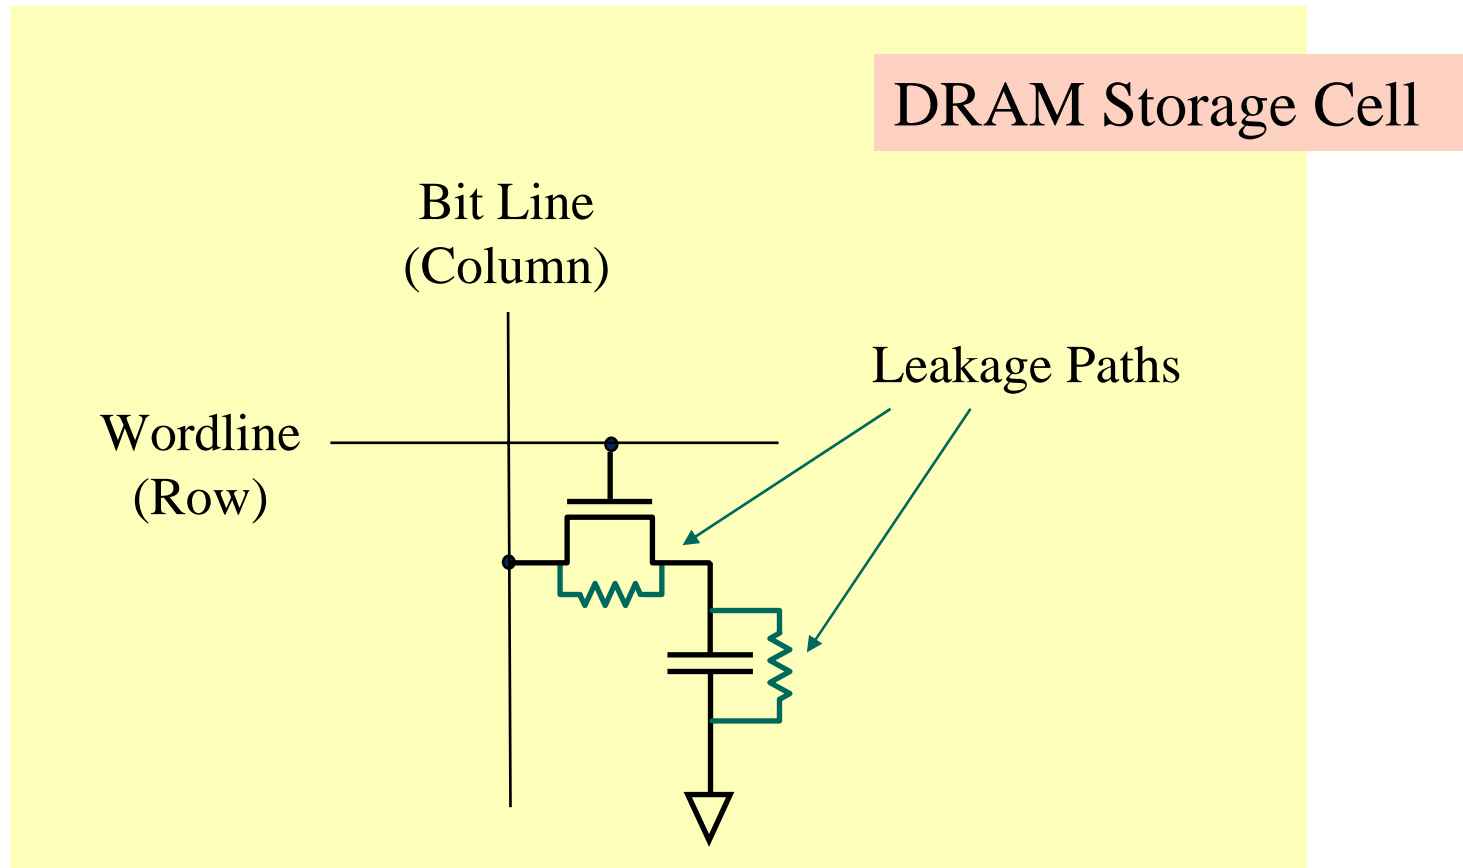 DRAM Storage Cell
Bit Line
(Column)
Leakage Paths
Wordline
(Row)